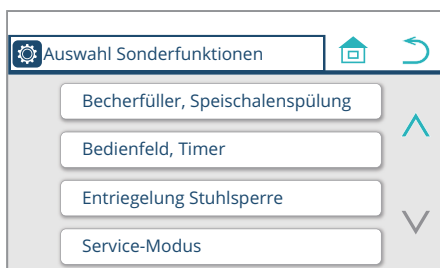 Auswahl Sonderfunktionen
Becherfüller, Speischalenspülung
Bedienfeld, Timer
Entriegelung Stuhlsperre
Service-Modus